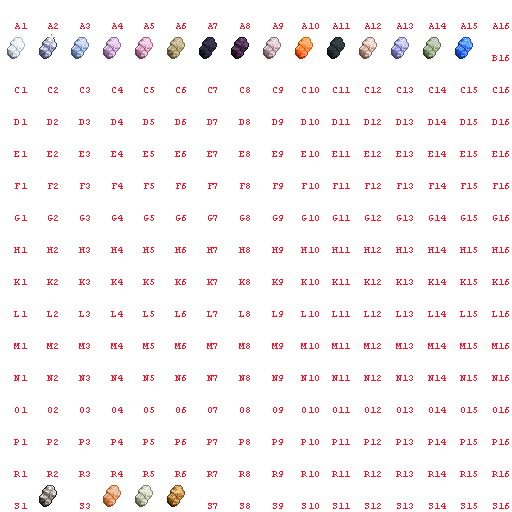 A1 A2 A3 A4 A5 A6 A7 A8 A9 A10 A11 A12 A13 A14 A15 A16
B16
C1 C2 C3 C4 C5 C6 C7 C8 C9 C10 C11 C12 C13 C14 C15 C16
D1 D2 D3 D4 D5 D6 D7 D8 D9 D10 D11 D12 D13 D14 D15 D16
E1 E2 E3 E4 E5 E6 E7 E8 E9 E10 E11 E12 E13 E14 E15 E16
F1 F2 F3 F4 F5 F6 F7 F8 F9 F10 F11 F12 F13 F14 F15 F16
G1 G2 G3 G4 G5 G6 G7 G8 G9 G10 G11 G12 G13 G14 G15 G16
H1 H2 H3 H4 H5 H6 H7 H8 H9 H10 H11 H12 H13 H14 H15 H16
K1 K2 K3 K4 K5 K6 K7 K8 K9 K10 K11 K12 K13 K14 K15 K16
L1 L2 L3 L4 L5 L6 L7 L8 L9 L10 L11 L12 L13 L14 L15 L16
M1 M2 M3 M4 M5 M6 M7 M8 M9 M10 M11 M12 M13 M14 M15 M16
N1 N2 N3 N4 N5 N6 N7 N8 N9 N10 N11 N12 N13 N14 N15 N16
O1 O2 O3 O4 O5 O6 O7 O8 O9 O10 O11 O12 O13 O14 O15 O16
P1 P2 P3 P4 P5 P6 P7 P8 P9 P10 P11 P12 P13 P14 P15 P16
R1 R2 R3 R4 R5 R6 R7 R8 R9 R10 R11 R12 R13 R14 R15 R16
S1 S3 S7 S8 S9 S10 S11 S12 S13 S14 S15 S16